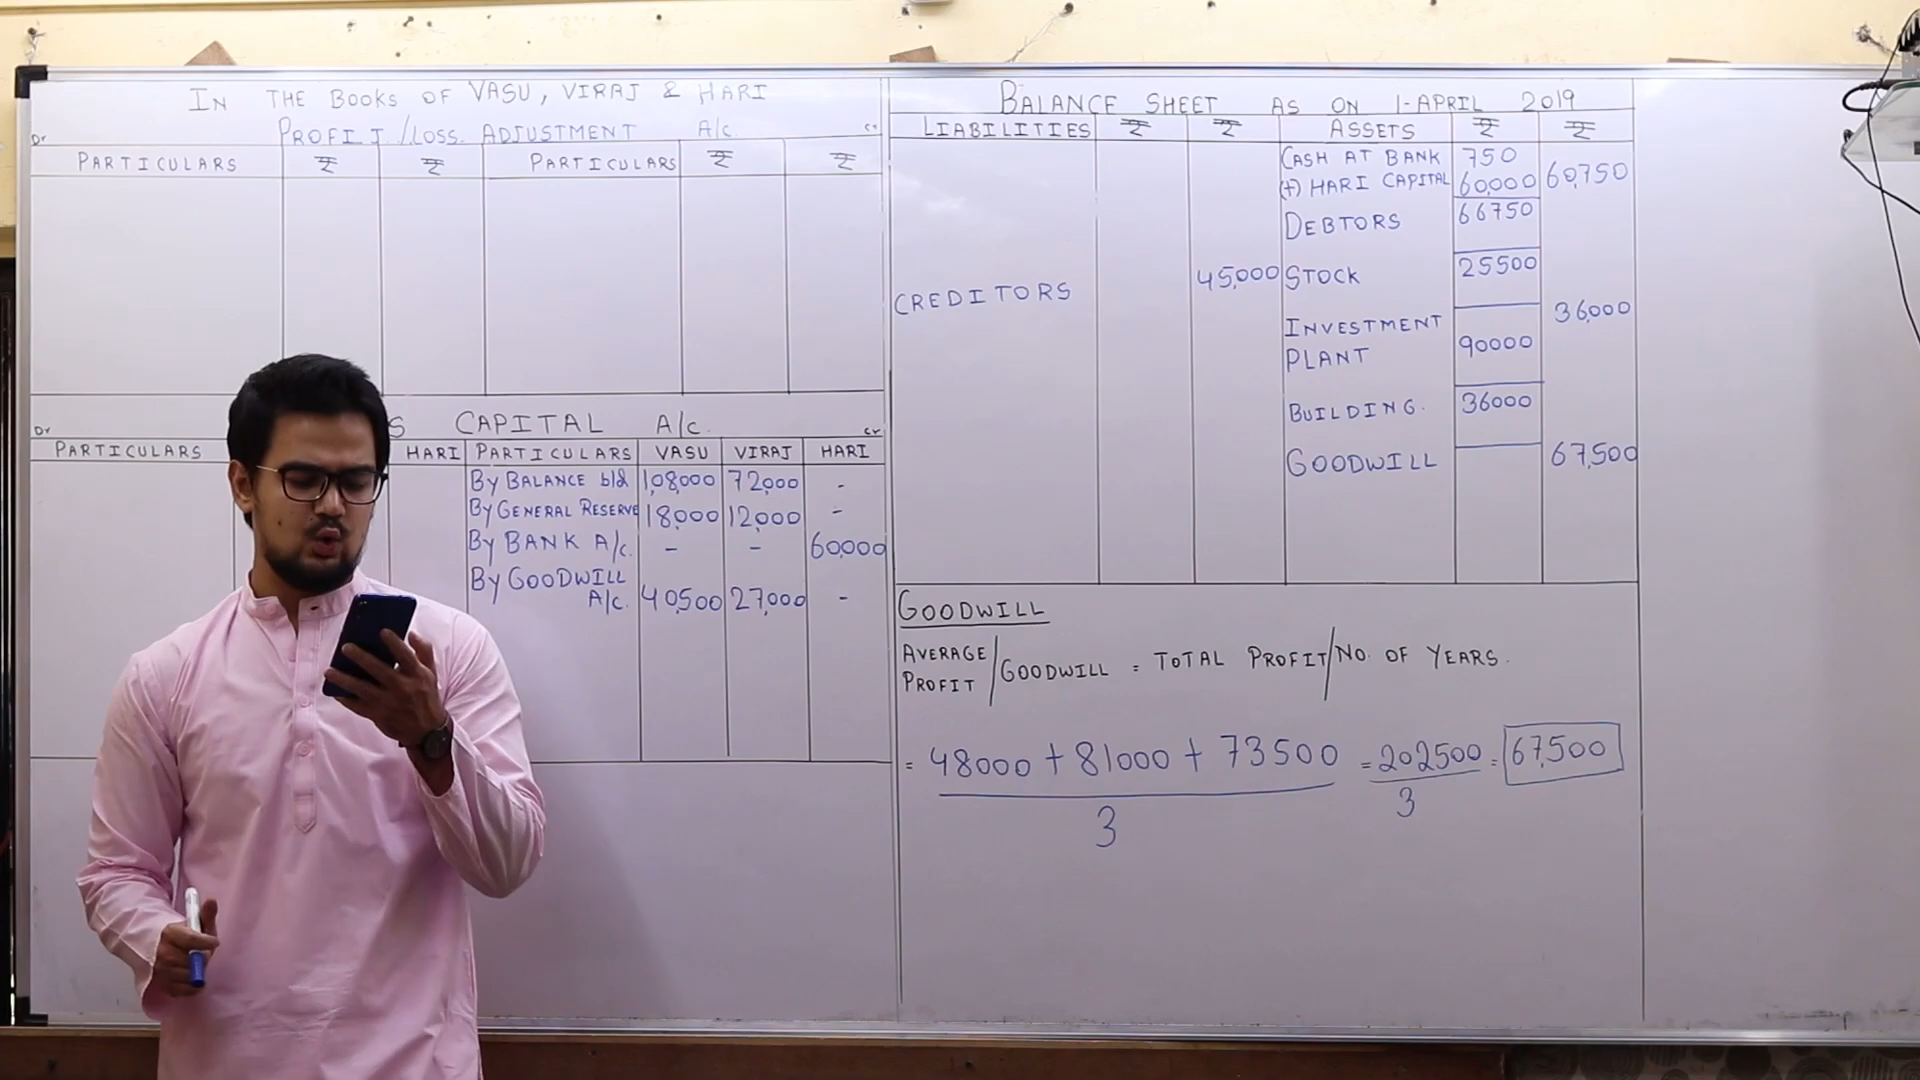 IN THE BOOKS OF VASU, VIRAJ & HARI
PROFIT/LOSS ADJUSTMENT A/c.
Dr Cr
PARTICULARS ₹ ₹ PARTICULARS ₹ ₹
S CAPITAL A/c.
Dr Cr
PARTICULARS HARI PARTICULARS VASU VIRAJ HARI
By BALANCE b/d 1,08,000 72,000 -
By GENERAL RESERVE 18,000 12,000 -
By BANK A/c. - - 60,000
By GOODWILL
A/c. 40,500 27,000 -
BALANCE SHEET AS ON 1-APRIL 2019
LIABILITIES ₹ ₹ ASSETS ₹ ₹
CASH AT BANK 750
(+) HARI CAPITAL 60,000 60,750
DEBTORS 66750
CREDITORS 45,000 STOCK 25500
INVESTMENT 36,000
PLANT 90000
BUILDING. 36000
GOODWILL 67,500
GOODWILL
AVERAGE PROFIT / GOODWILL = TOTAL PROFIT / NO. OF YEARS.
= 48000 + 81000 + 73500 = 202500 = 67,500
3 3